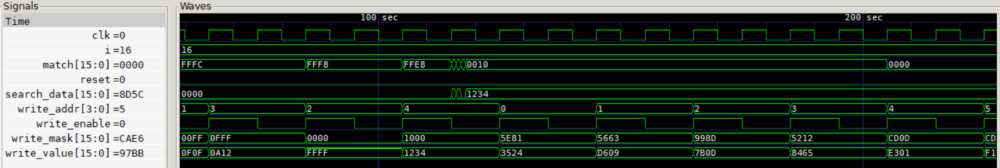 Signals Waves
Time 100 sec 200 sec
clk=0
i=16 16
match[15:0]=0000 FFFC FFF8 FFE8 0010 0000
reset=0
search_data[15:0]=8D5C 0000 1234
write_addr[3:0]=5 1 3 2 4 0 1 2 3 4 5
write_enable=0
write_mask[15:0]=CAE6 00FF 0FFF 0000 1000 5E81 5663 998D 5212 CD0D CD
write_value[15:0]=97BB 0F0F 0A12 FFFF 1234 3524 D609 7B0D 8465 E301 F1